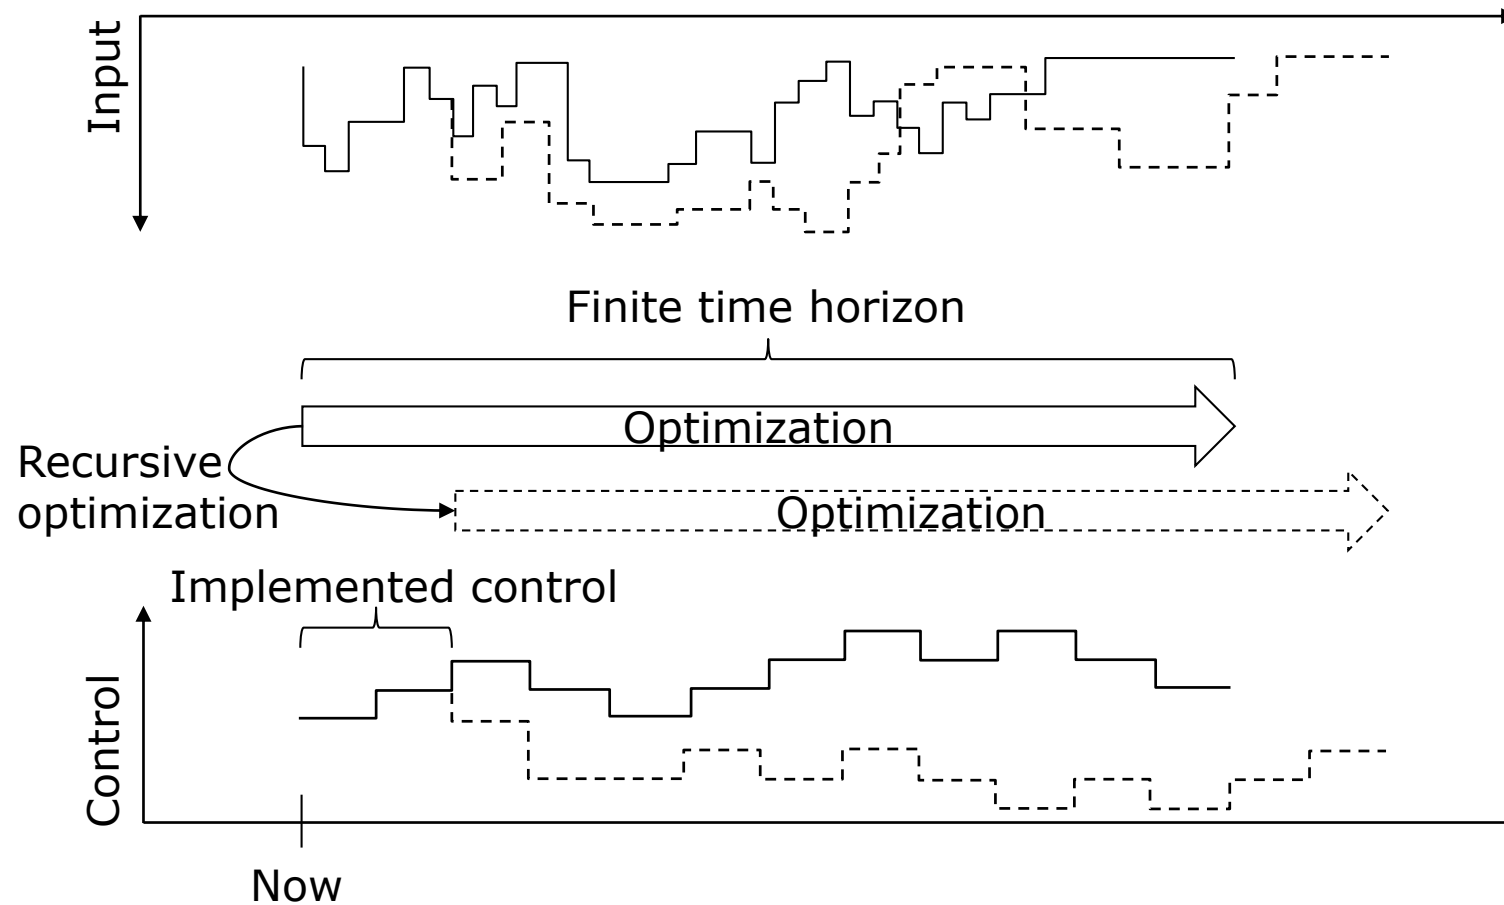 Input
Finite time horizon
Optimization
Recursive
optimization
Optimization
Implemented control
Control
Now